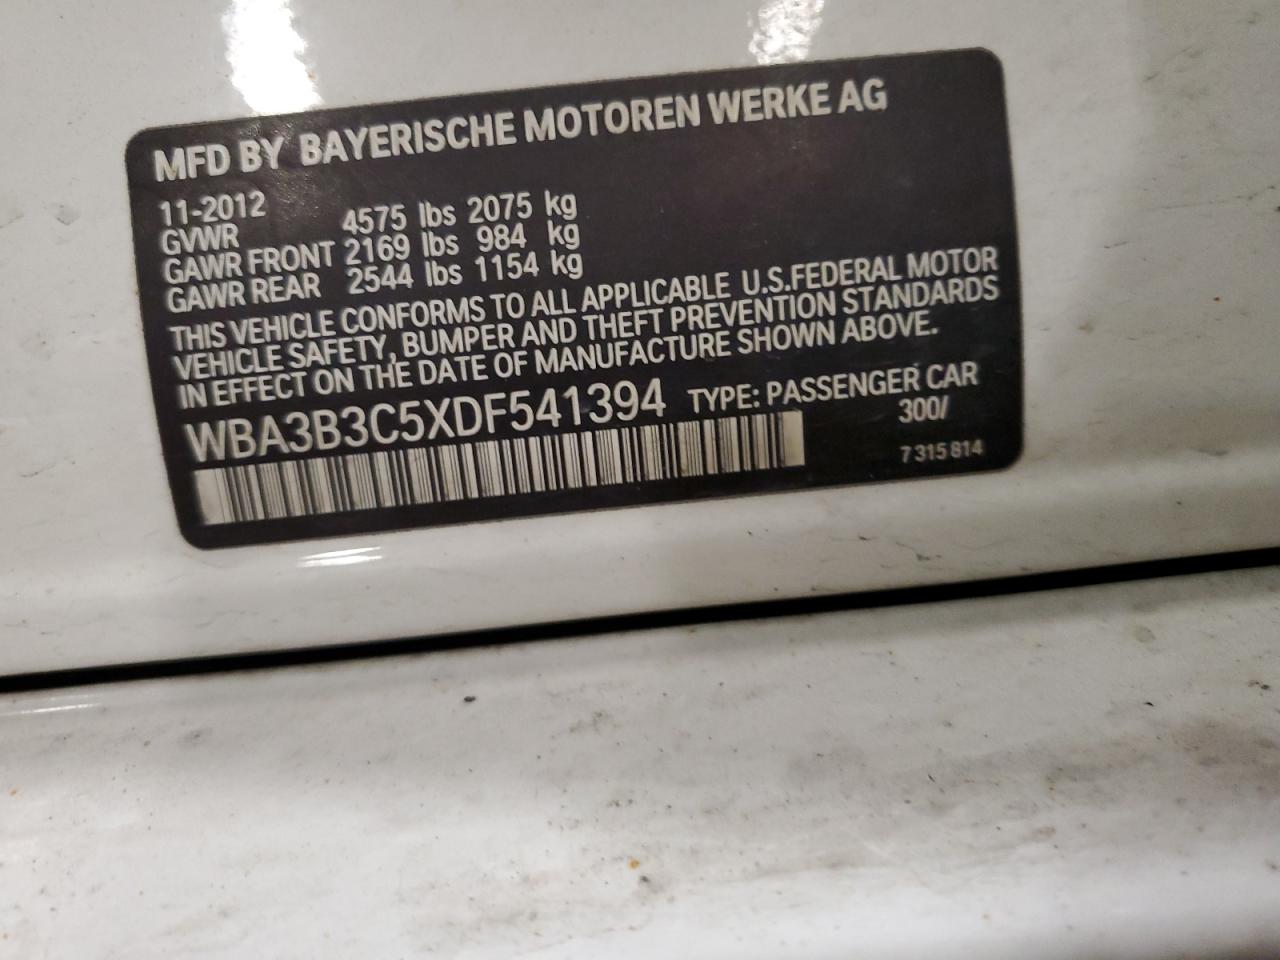 MFD BY BAYERISCHE MOTOREN WERKE AG
11-2012
GVWR 4575 lbs 2075 kg
GAWR FRONT 2169 lbs 984 kg
GAWR REAR 2544 lbs 1154 kg
THIS VEHICLE CONFORMS TO ALL APPLICABLE U.S.FEDERAL MOTOR
VEHICLE SAFETY, BUMPER AND THEFT PREVENTION STANDARDS
IN EFFECT ON THE DATE OF MANUFACTURE SHOWN ABOVE.
WBA3B3C5XDF541394 TYPE: PASSENGER CAR
300/
7 315 814